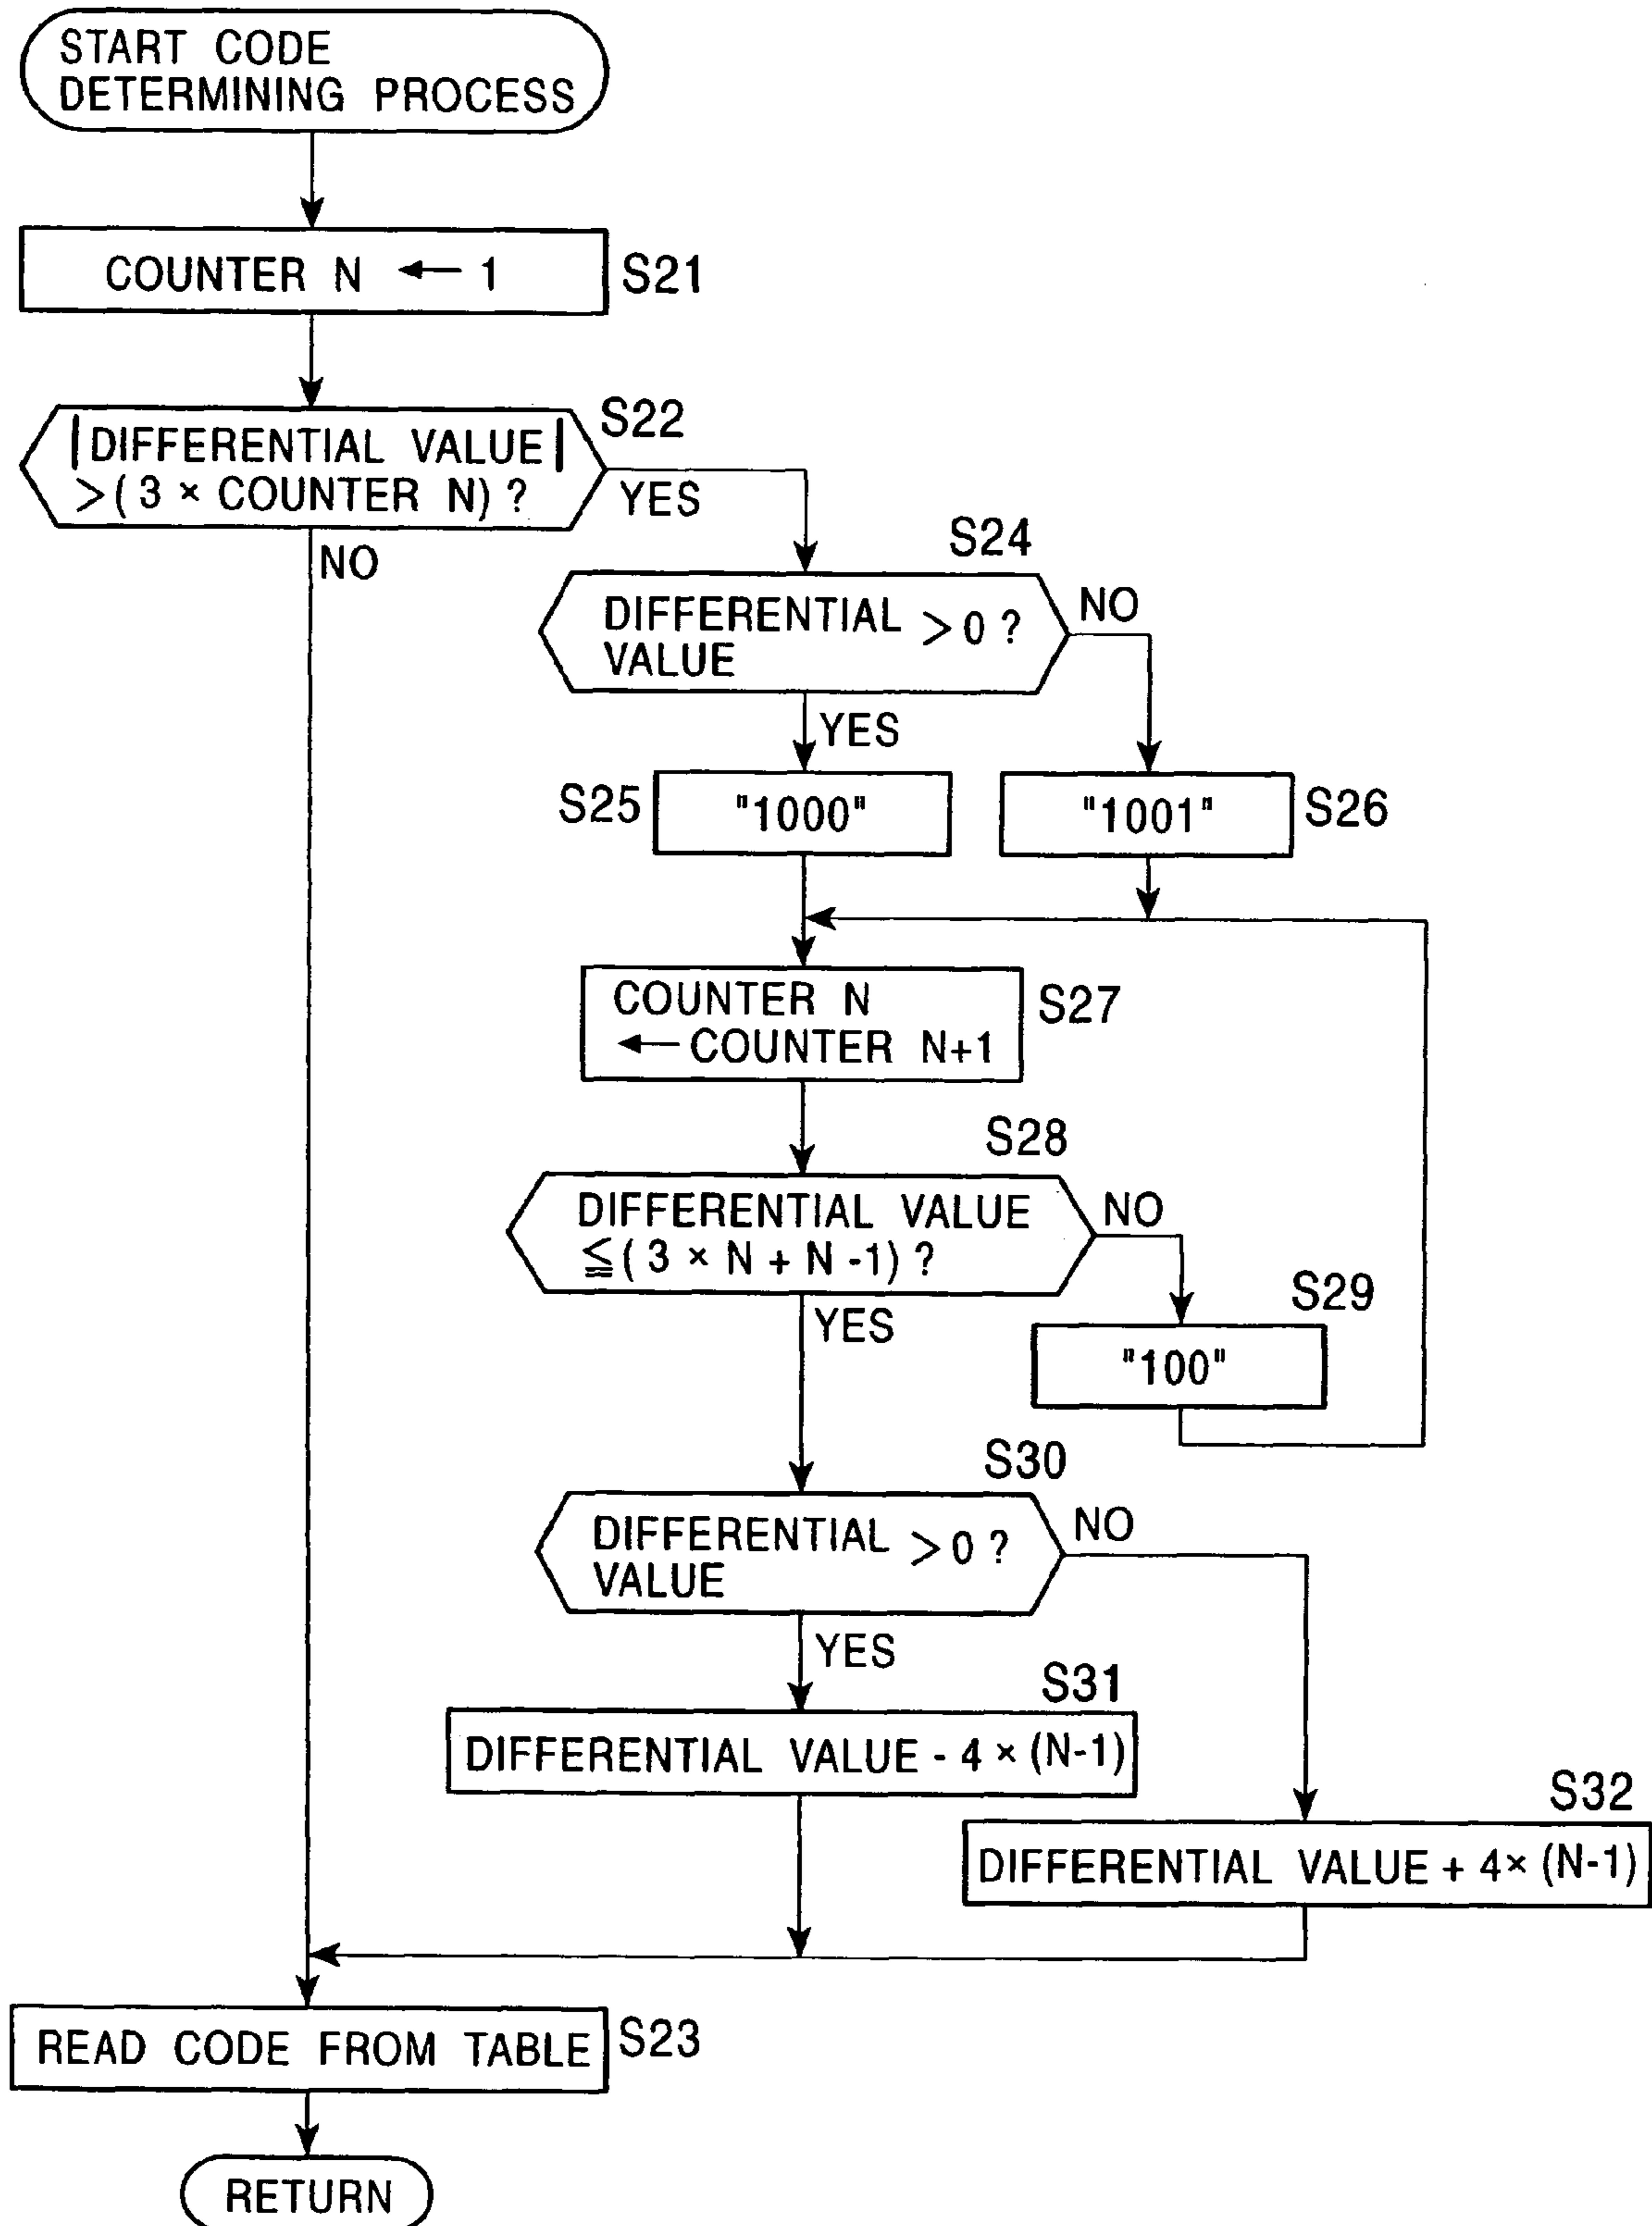 START CODE
DETERMINING PROCESS
COUNTER N ← 1
S21
|DIFFERENTIAL VALUE|
>(3 × COUNTER N)?
S22
YES
NO
S24
DIFFERENTIAL
VALUE
>0?
NO
YES
S25
"1000"
"1001"
S26
COUNTER N
← COUNTER N+1
S27
S28
DIFFERENTIAL VALUE
≦(3 × N + N -1)?
NO
YES
S29
"100"
S30
DIFFERENTIAL
VALUE
>0?
NO
YES
S31
DIFFERENTIAL VALUE - 4 × (N-1)
S32
DIFFERENTIAL VALUE + 4× (N-1)
READ CODE FROM TABLE
S23
RETURN